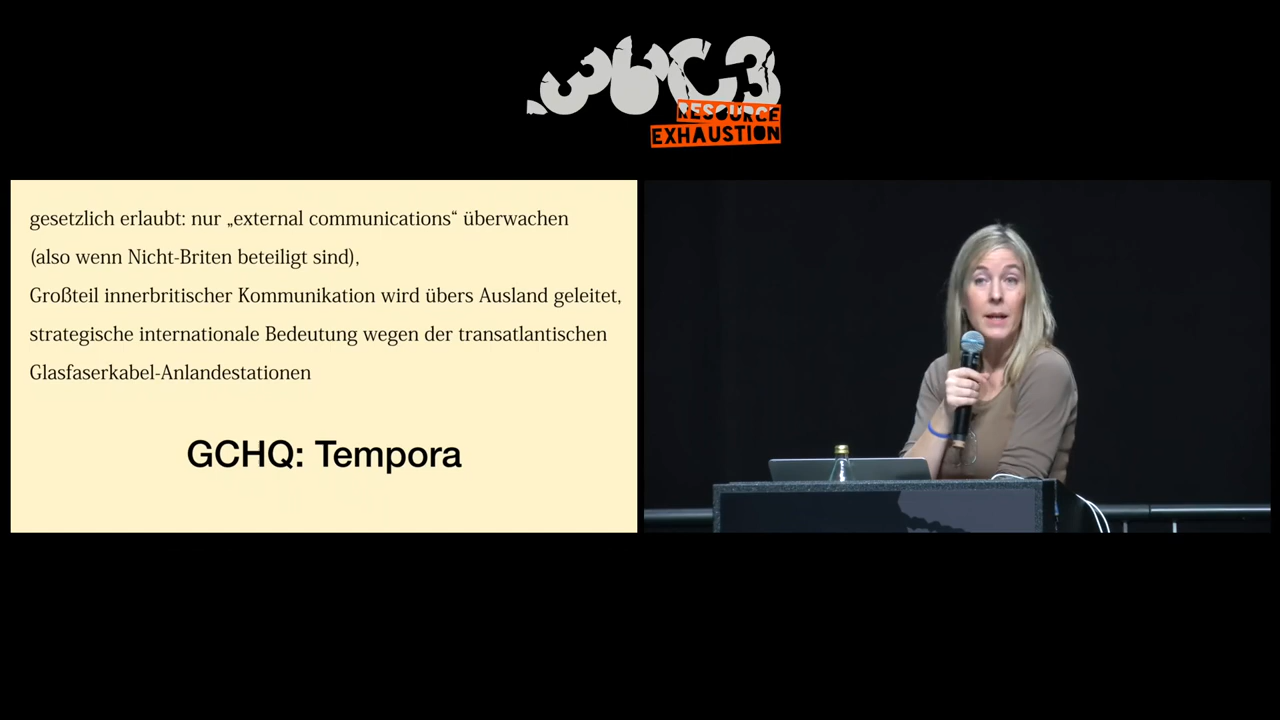 36C3
RESOURCE
EXHAUSTION
gesetzlich erlaubt: nur „external communications“ überwachen
(also wenn Nicht-Briten beteiligt sind),
Großteil innerbritischer Kommunikation wird übers Ausland geleitet,
strategische internationale Bedeutung wegen der transatlantischen
Glasfaserkabel-Anlandestationen
GCHQ: Tempora